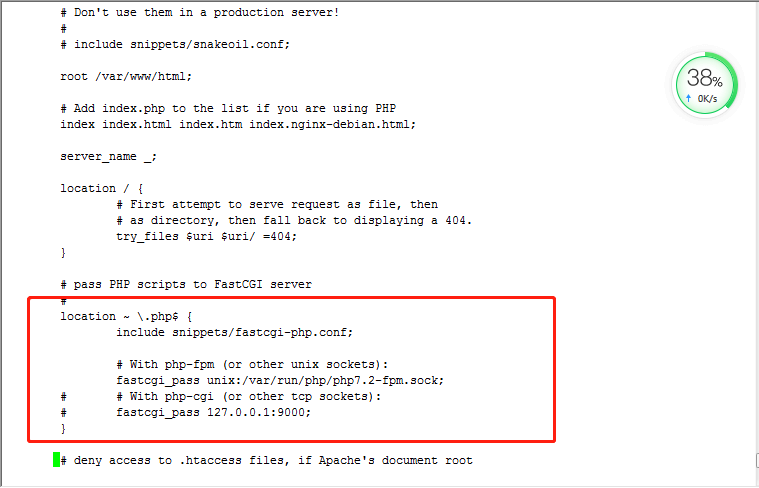 # Don't use them in a production server!
#
# include snippets/snakeoil.conf;
root /var/www/html;
# Add index.php to the list if you are using PHP
index index.html index.htm index.nginx-debian.html;
server_name _;
location / {
# First attempt to serve request as file, then
# as directory, then fall back to displaying a 404.
try_files $uri $uri/ =404;
}
# pass PHP scripts to FastCGI server
#
location ~ \.php$ {
include snippets/fastcgi-php.conf;
# With php-fpm (or other unix sockets):
fastcgi_pass unix:/var/run/php/php7.2-fpm.sock;
# # With php-cgi (or other tcp sockets):
# fastcgi_pass 127.0.0.1:9000;
}
# deny access to .htaccess files, if Apache's document root
38%
↑ 0K/s